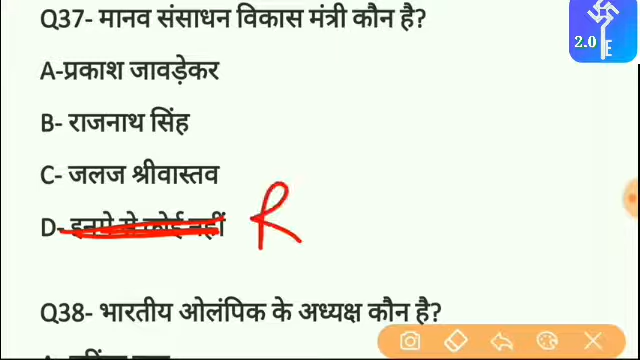 Q37- मानव संसाधन विकास मंत्री कौन है?
A-प्रकाश जावड़ेकर
B- राजनाथ सिंह
C- जलज श्रीवास्तव
D- इनमे से कोई नहीं R
Q38- भारतीय ओलंपिक के अध्यक्ष कौन है?
2.0
E